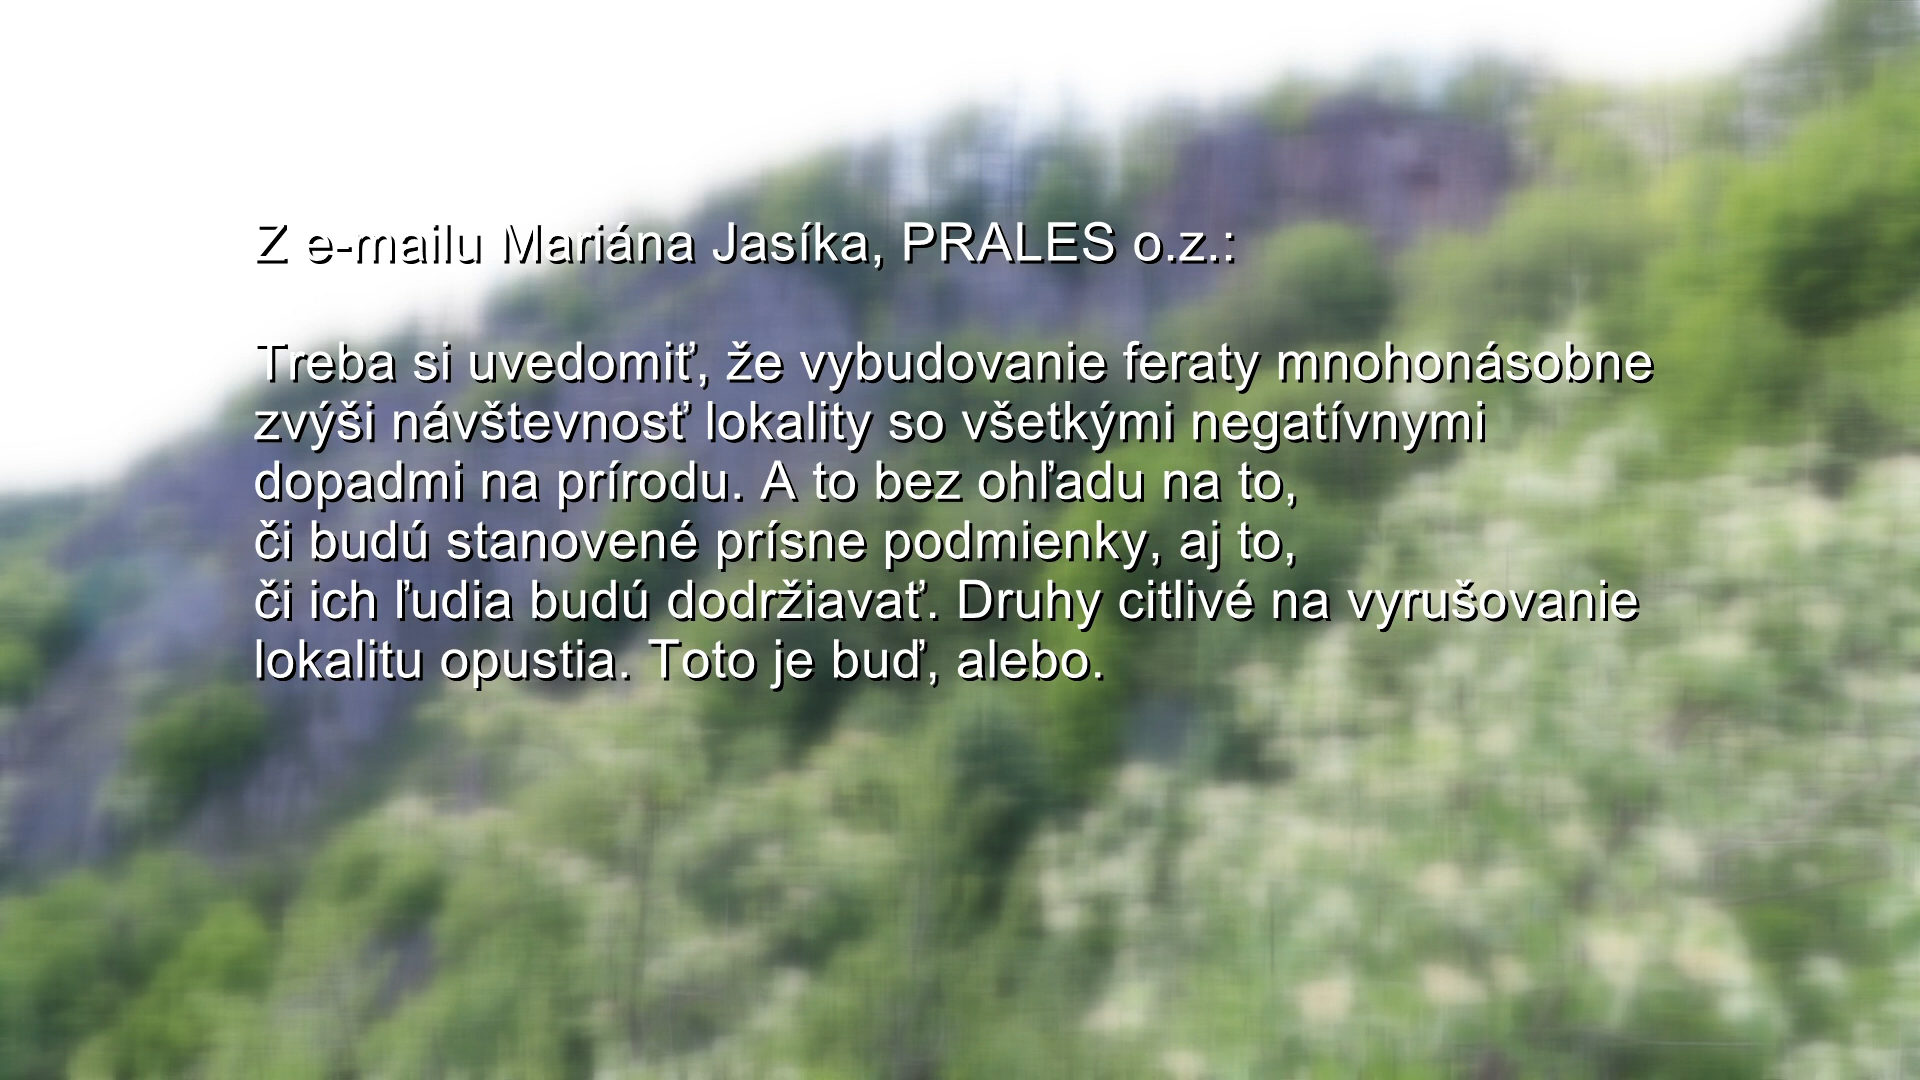 Z e-mailu Mariána Jasíka, PRALES o.z.:
Treba si uvedomiť, že vybudovanie feraty mnohonásobne
zvýši návštevnosť lokality so všetkými negatívnymi
dopadmi na prírodu. A to bez ohľadu na to,
či budú stanovené prísne podmienky, aj to,
či ich ľudia budú dodržiavať. Druhy citlivé na vyrušovanie
lokalitu opustia. Toto je buď, alebo.